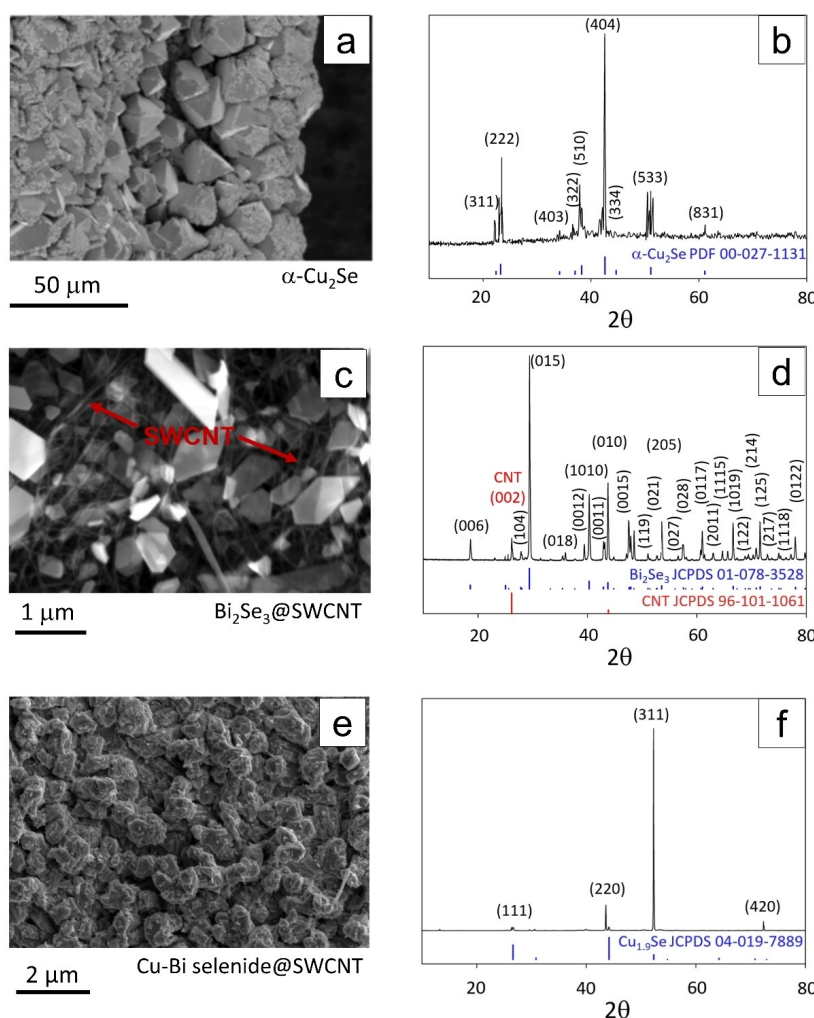 a
50 μm
α-Cu₂Se
b
(404)
(222)
(510)
(311)
(322)
(533)
(403)
(334)
(831)
α-Cu₂Se PDF 00-027-1131
20 40 60 80
2θ
c
SWCNT
1 μm
Bi₂Se₃@SWCNT
d
(015)
(010)
(205)
(214)
CNT
(002)
(1010)
(006)
(104)
(018)
(0012)
(0011)
(0015)
(119)
(021)
(027)
(028)
(0117)
(2011)
(1115)
(1019)
(122)
(125)
(217)
(1118)
(0122)
Bi₂Se₃ JCPDS 01-078-3528
CNT JCPDS 96-101-1061
20 40 60 80
2θ
e
2 μm
Cu-Bi selenide@SWCNT
f
(311)
(220)
(111)
(420)
Cu₁.₉Se JCPDS 04-019-7889
20 40 60 80
2θ